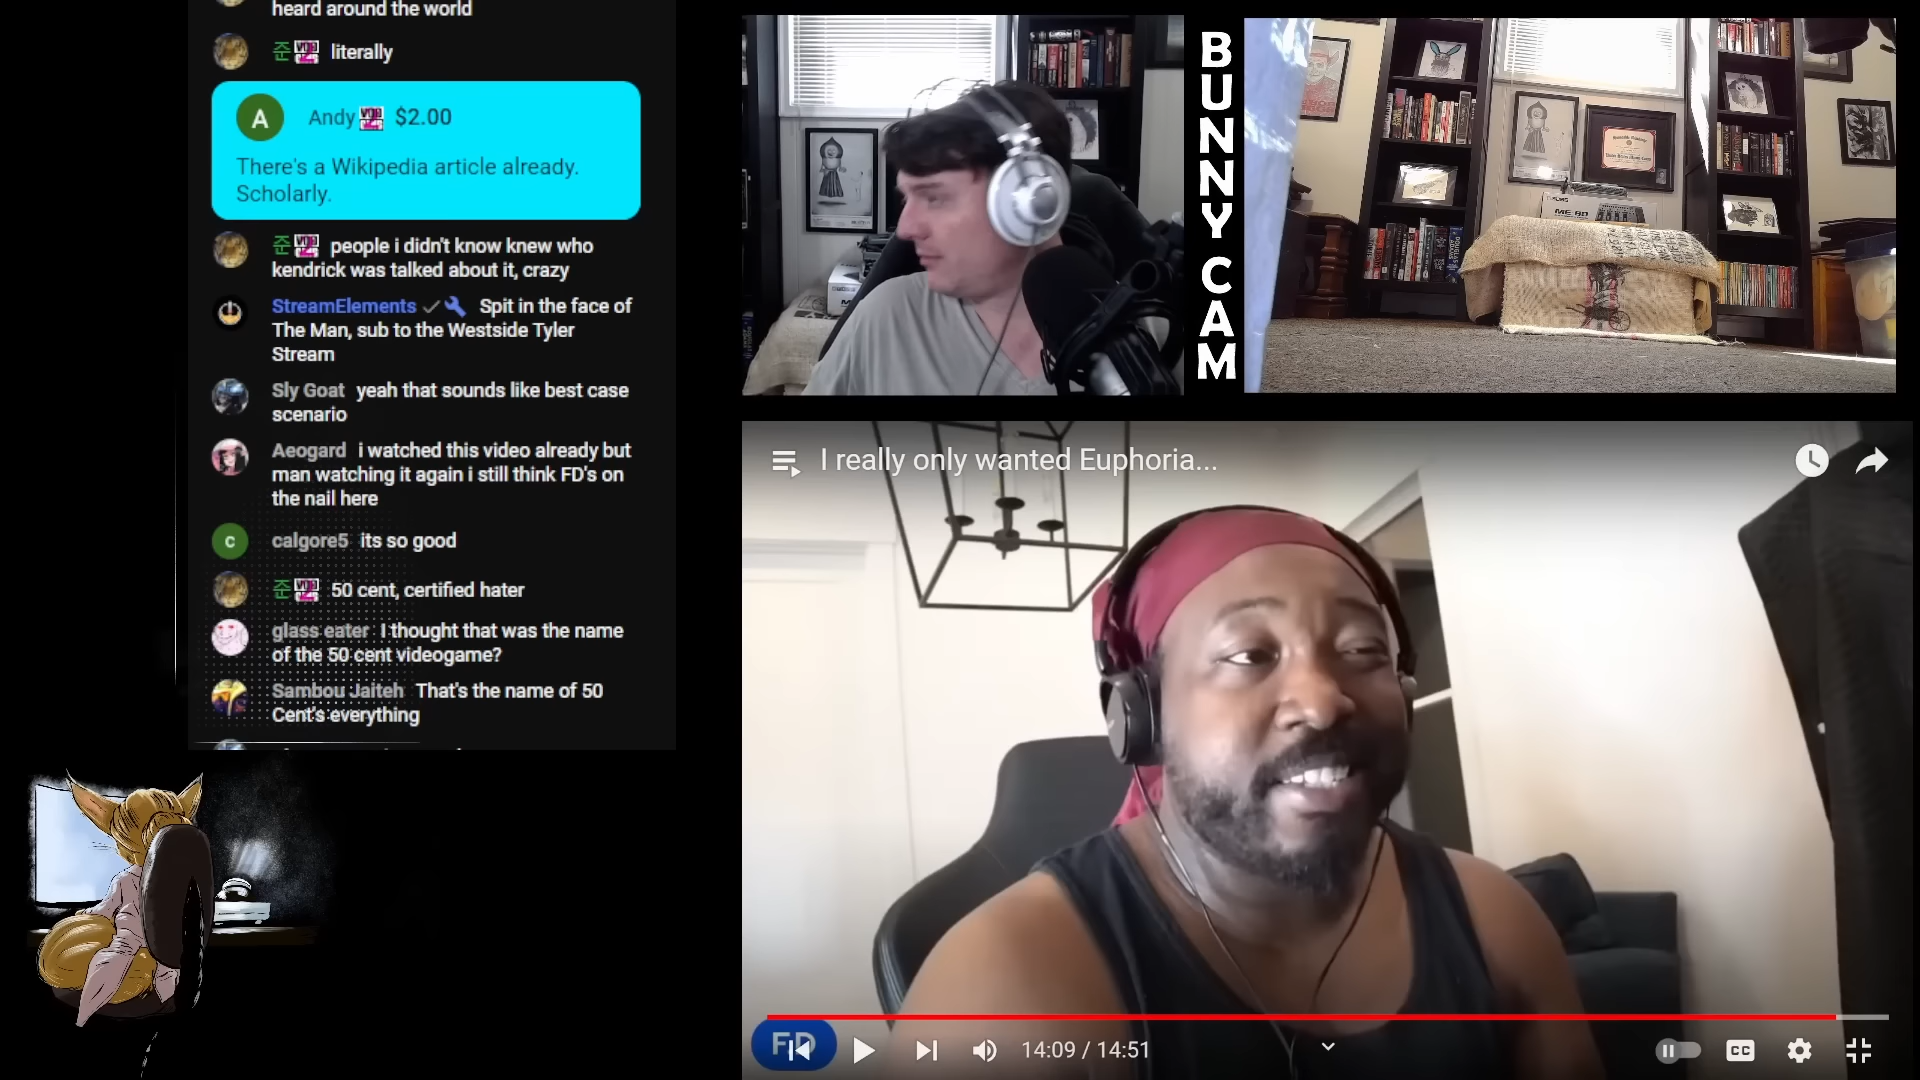 heard around the world
준 literally
A
Andy $2.00
There's a Wikipedia article already.
Scholarly.
준 people i didn't know knew who
kendrick was talked about it, crazy
StreamElements Spit in the face of
The Man, sub to the Westside Tyler
Stream
Sly Goat yeah that sounds like best case
scenario
Aeogard i watched this video already but
man watching it again i still think FD's on
the nail here
c
calgore5 its so good
준 50 cent, certified hater
glass eater I thought that was the name
of the 50 cent videogame?
Sambou Jaiteh That's the name of 50
Cent's everything
BUNNY CAM
I really only wanted Euphoria...
FD
14:09 / 14:51
CC